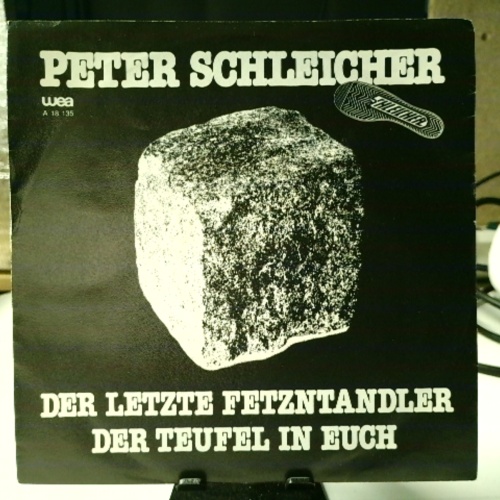 PETER SCHLEICHER
wea
A 18 135
DER LETZTE FETZNTANDLER
DER TEUFEL IN EUCH